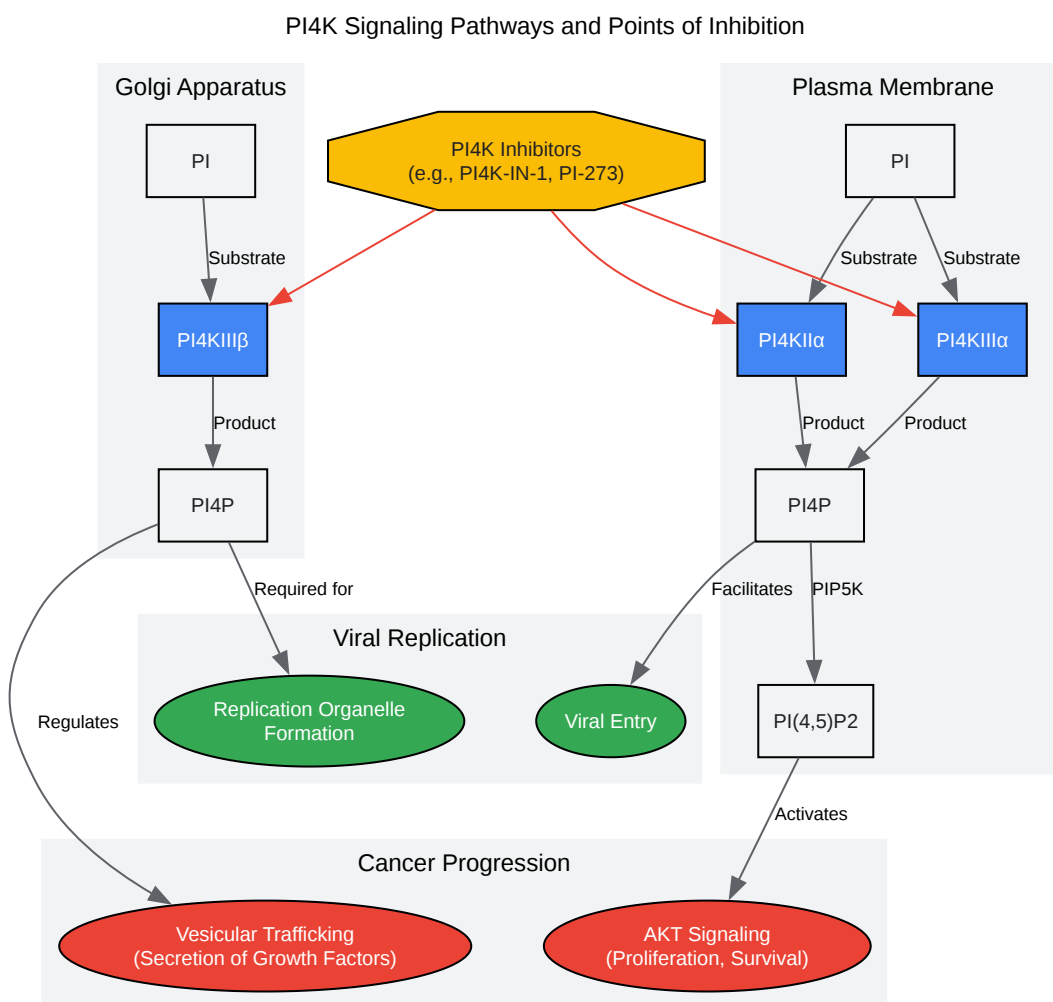 PI4K Signaling Pathways and Points of Inhibition
Golgi Apparatus
Plasma Membrane
PI
PI4K Inhibitors
(e.g., PI4K-IN-1, PI-273)
PI
Substrate
Substrate
Substrate
PI4KIIIβ
PI4KIIα
PI4KIIIα
Product
Product
Product
PI4P
PI4P
Required for
Facilitates
PIP5K
Viral Replication
Replication Organelle
Formation
Viral Entry
PI(4,5)P2
Regulates
Activates
Cancer Progression
Vesicular Trafficking
(Secretion of Growth Factors)
AKT Signaling
(Proliferation, Survival)